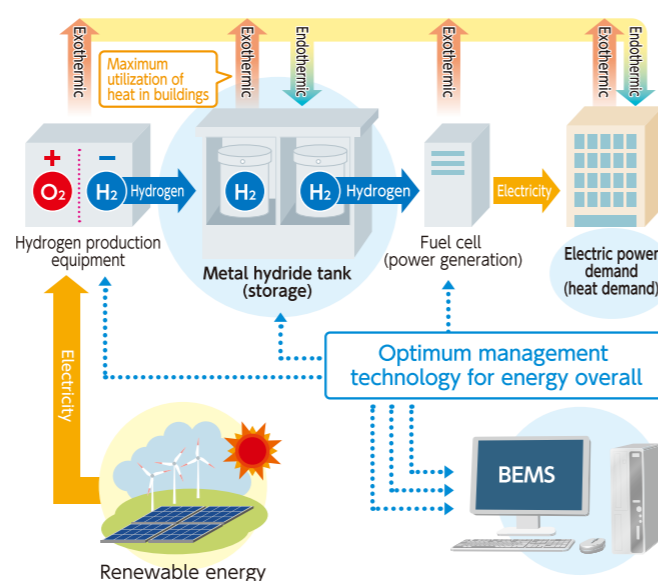 Exothermic
Maximum
utilization of
heat in buildings
Exothermic
Endothermic
Exothermic
Exothermic
Endothermic
+
−
O2
H2
Hydrogen
H2
H2
Hydrogen
Electricity
Hydrogen production
equipment
Metal hydride tank
(storage)
Fuel cell
(power generation)
Electric power
demand
(heat demand)
Electricity
Optimum management
technology for energy overall
BEMS
Renewable energy